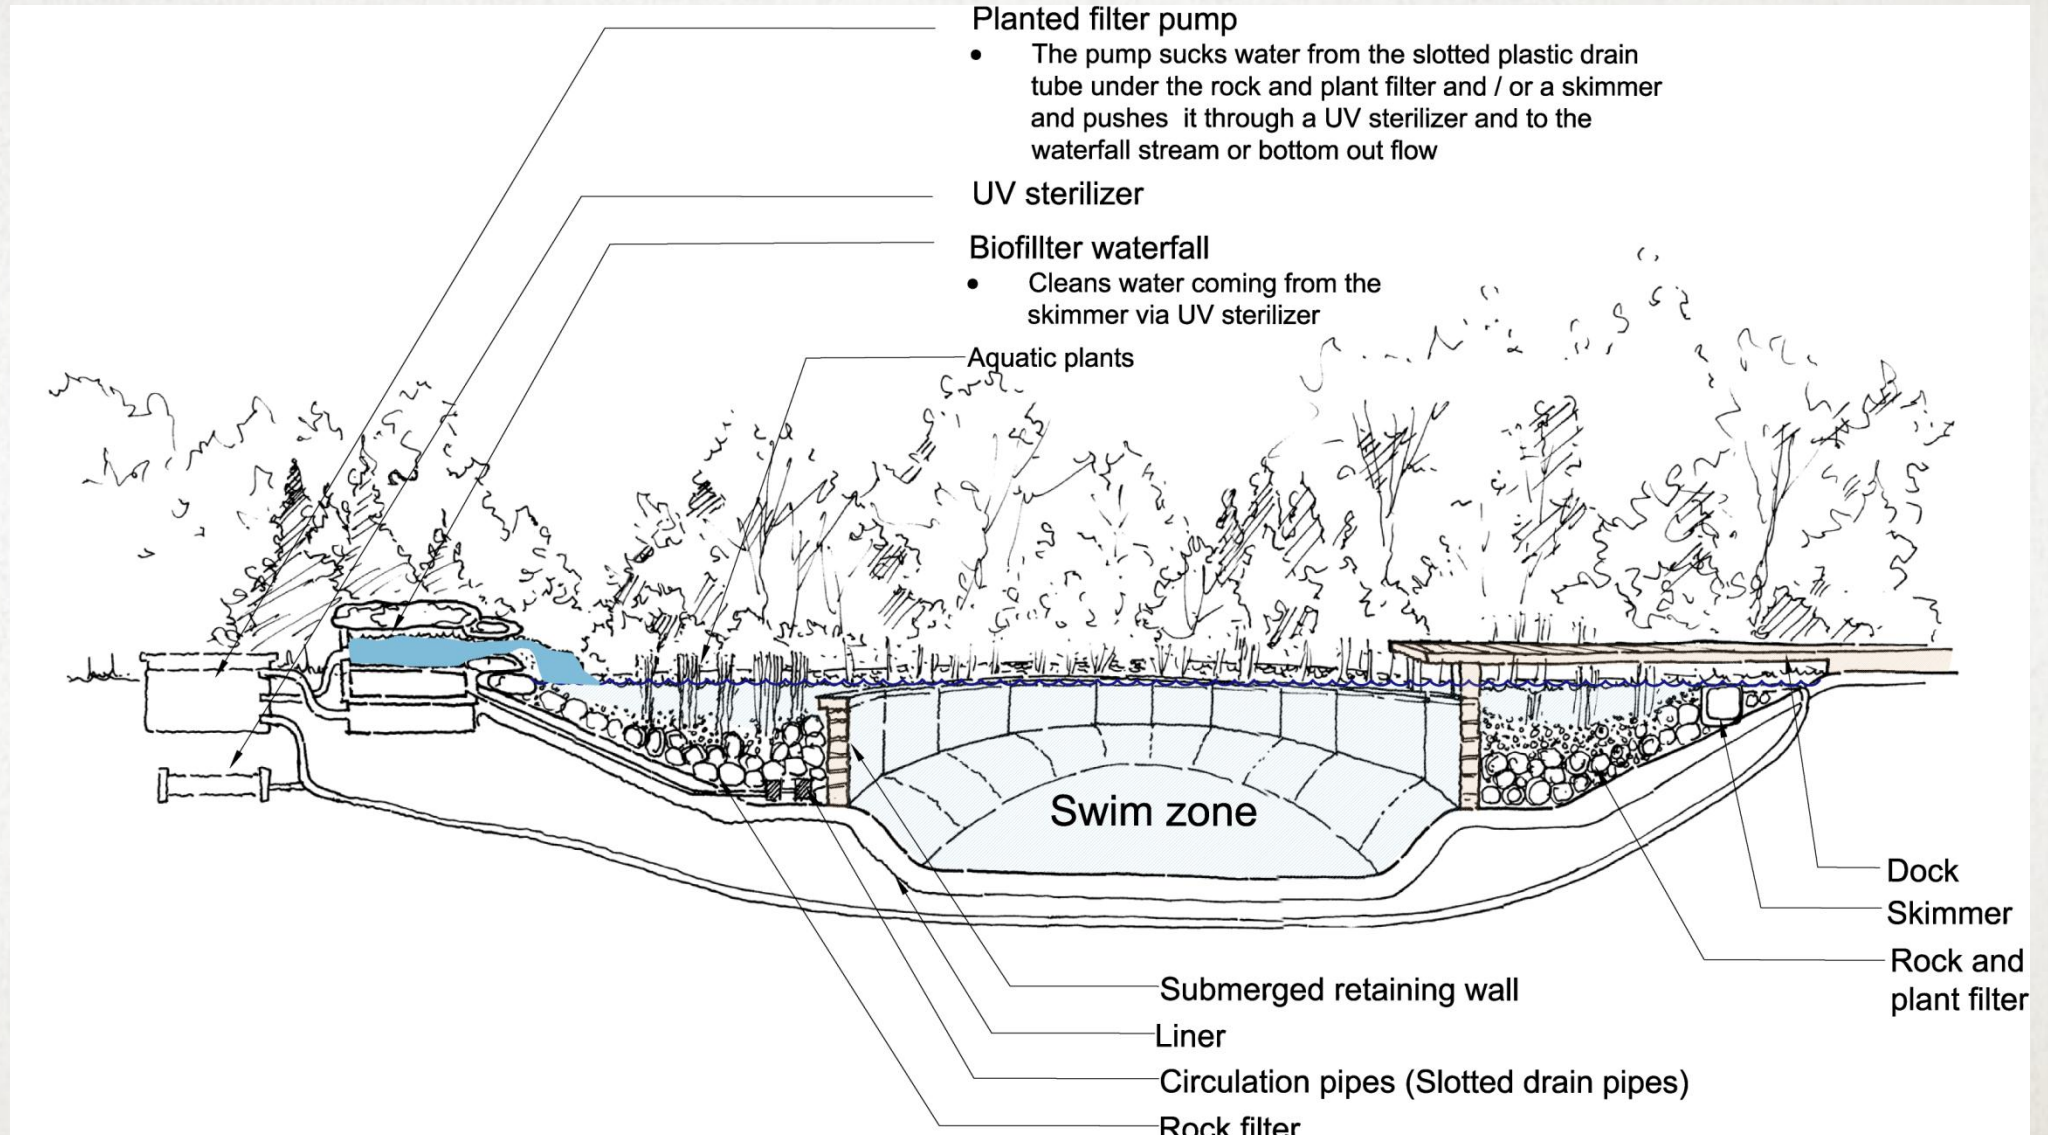 Planted filter pump
• The pump sucks water from the slotted plastic drain
tube under the rock and plant filter and / or a skimmer
and pushes it through a UV sterilizer and to the
waterfall stream or bottom out flow
UV sterilizer
Biofillter waterfall
• Cleans water coming from the
skimmer via UV sterilizer
Aquatic plants
Swim zone
Dock
Skimmer
Rock and
plant filter
Submerged retaining wall
Liner
Circulation pipes (Slotted drain pipes)
Rock filter